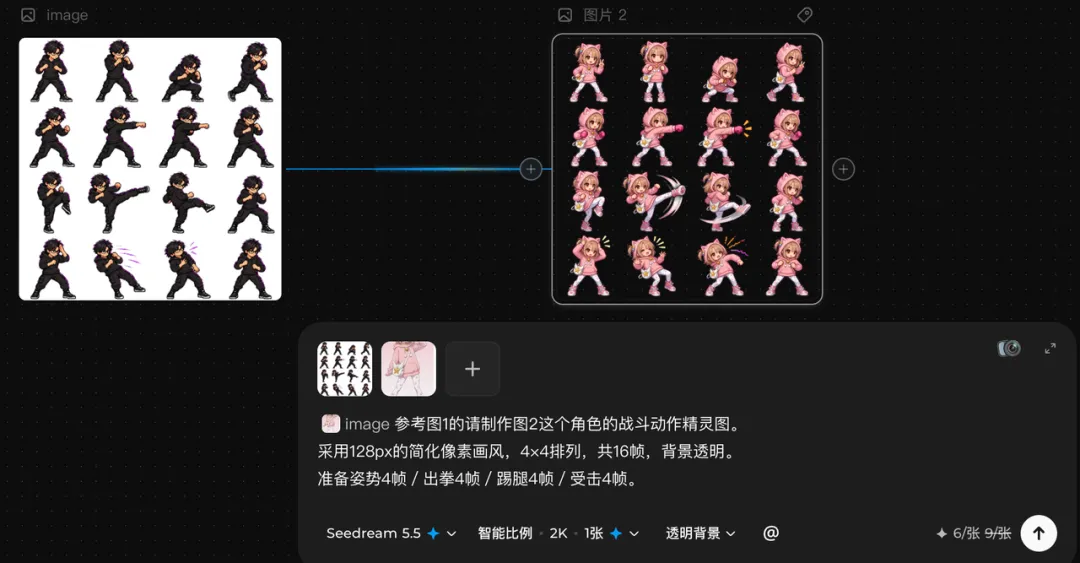 image
图片 2
image 参考图1的请制作图2这个角色的战斗动作精灵图。
采用128px的简化像素画风，4×4排列，共16帧，背景透明。
准备姿势4帧 / 出拳4帧 / 踢腿4帧 / 受击4帧。
Seedream 5.5 智能比例 · 2K · 1张 透明背景 @ 6/张 9/张